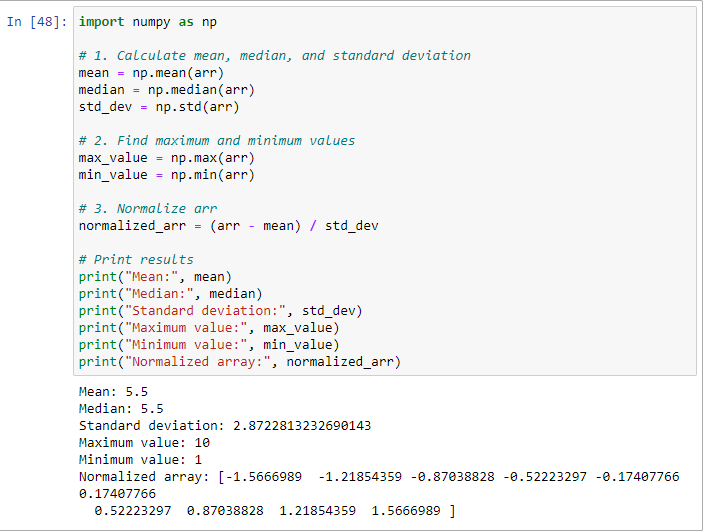 In [48]: import numpy as np
# 1. Calculate mean, median, and standard deviation
mean = np.mean(arr)
median = np.median(arr)
std_dev = np.std(arr)
# 2. Find maximum and minimum values
max_value = np.max(arr)
min_value = np.min(arr)
# 3. Normalize arr
normalized_arr = (arr - mean) / std_dev
# Print results
print("Mean:", mean)
print("Median:", median)
print("Standard deviation:", std_dev)
print("Maximum value:", max_value)
print("Minimum value:", min_value)
print("Normalized array:", normalized_arr)
Mean: 5.5
Median: 5.5
Standard deviation: 2.8722813232690143
Maximum value: 10
Minimum value: 1
Normalized array: [-1.5666989  -1.21854359 -0.87038828 -0.52223297 -0.17407766
0.17407766
  0.52223297  0.87038828  1.21854359  1.5666989 ]